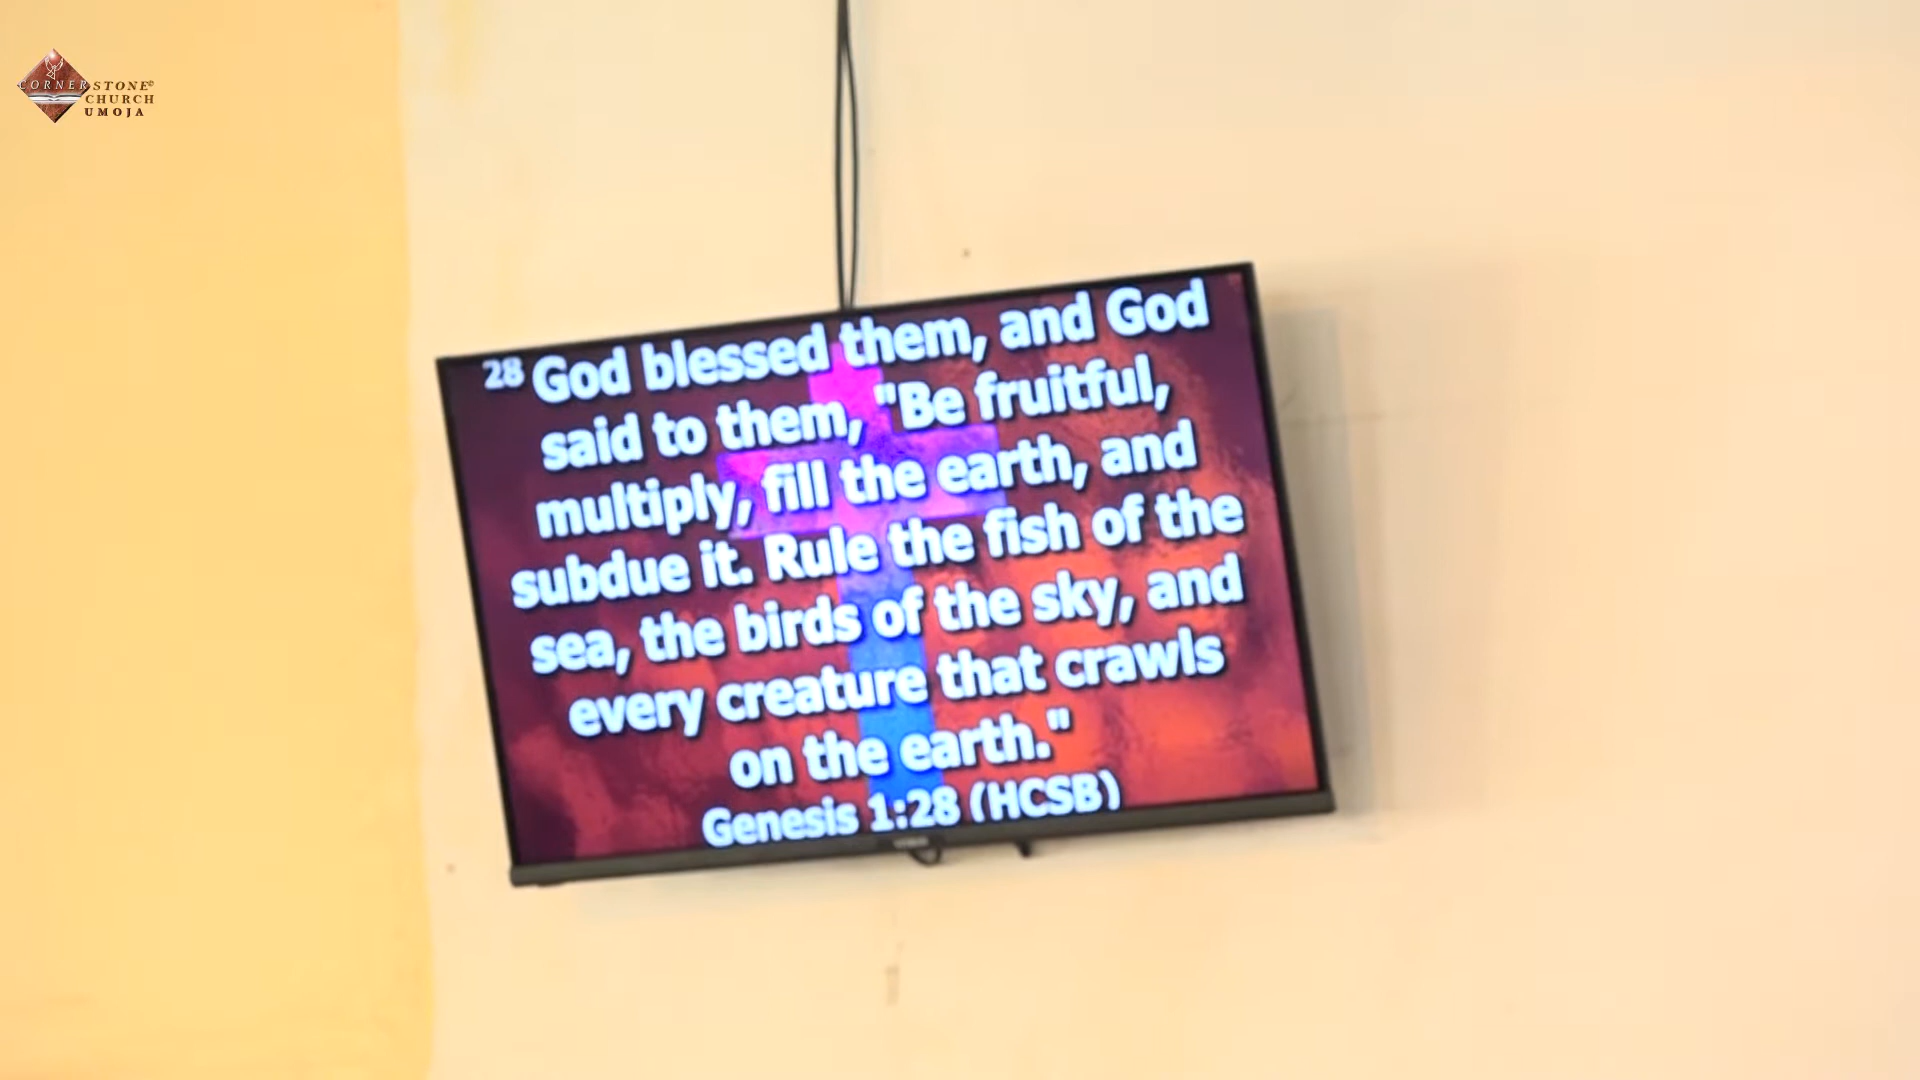 CORNERSTONE
CHURCH
UMOJA
28 God blessed them, and God
said to them, "Be fruitful,
multiply, fill the earth, and
subdue it. Rule the fish of the
sea, the birds of the sky, and
every creature that crawls
on the earth."
Genesis 1:28 (HCSB)